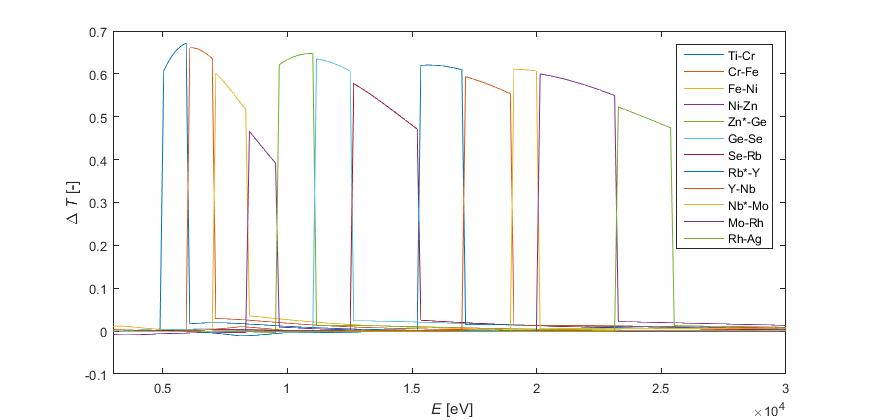 0.7
0.6
0.5
0.4
0.3
0.2
0.1
0
-0.1
Δ T [-]
0.5 1 1.5 2 2.5 3
E [eV]
×10⁴
Ti-Cr
Cr-Fe
Fe-Ni
Ni-Zn
Zn*-Ge
Ge-Se
Se-Rb
Rb*-Y
Y-Nb
Nb*-Mo
Mo-Rh
Rh-Ag